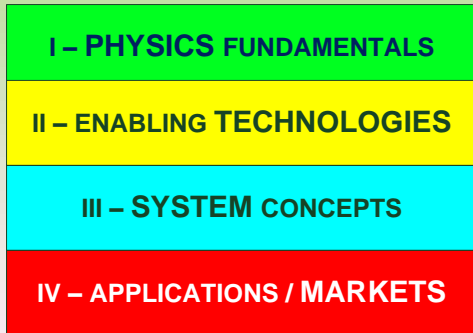 I – PHYSICS FUNDAMENTALS
II – ENABLING TECHNOLOGIES
III – SYSTEM CONCEPTS
IV – APPLICATIONS / MARKETS